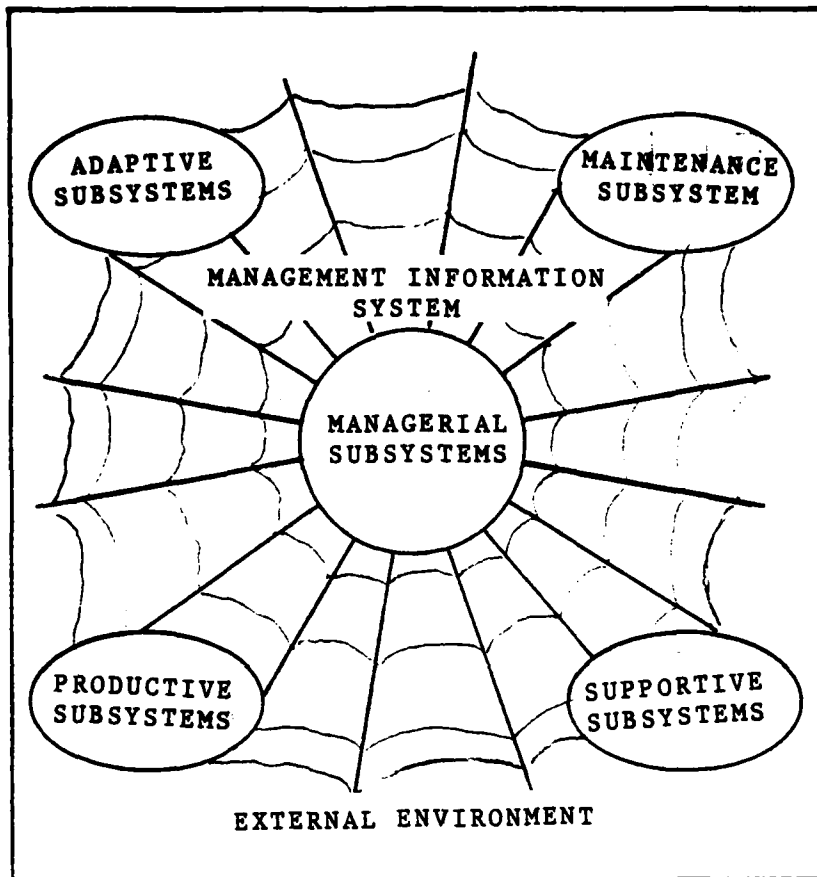 ADAPTIVE
SUBSYSTEMS
MAINTENANCE
SUBSYSTEM
MANAGEMENT INFORMATION
SYSTEM
MANAGERIAL
SUBSYSTEMS
PRODUCTIVE
SUBSYSTEMS
SUPPORTIVE
SUBSYSTEMS
EXTERNAL ENVIRONMENT